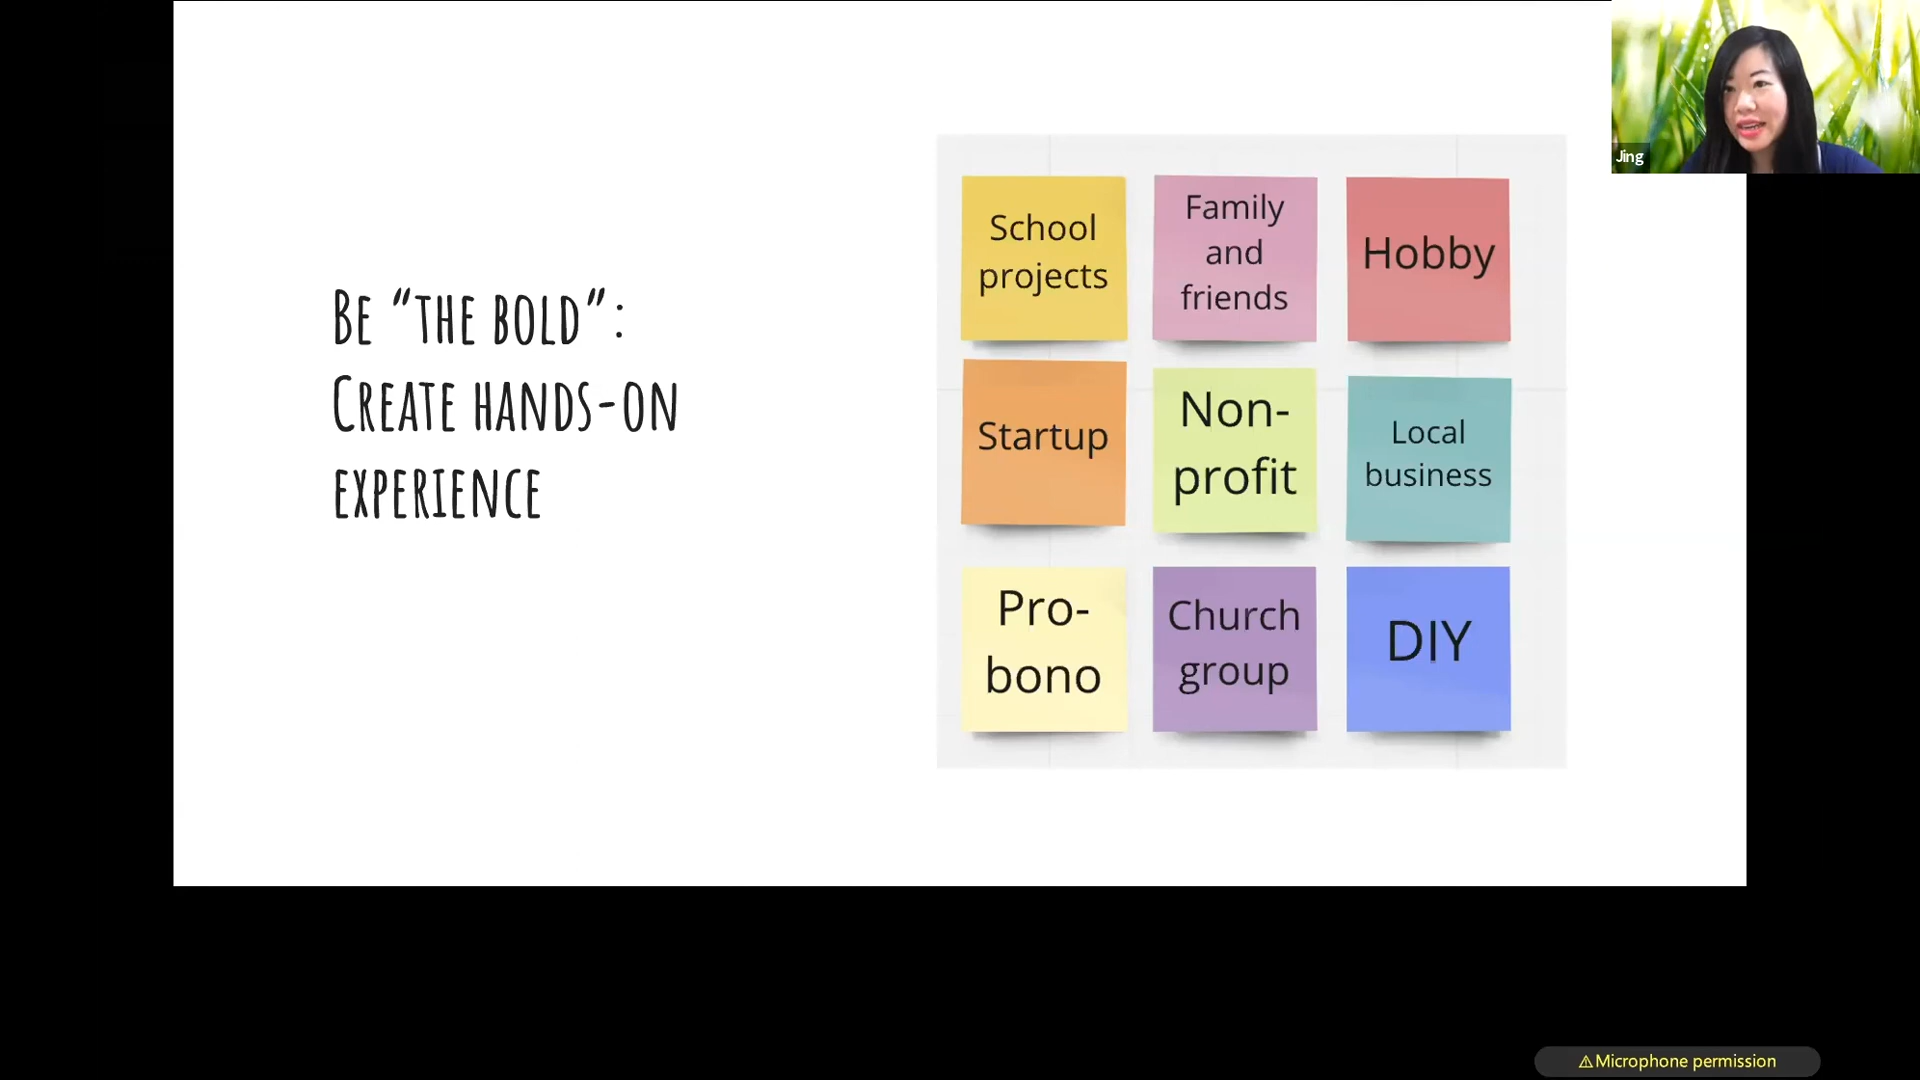 Jing
Be “the bold”:
Create hands-on
experience
School
projects
Family
and
friends
Hobby
Startup
Non-
profit
Local
business
Pro-
bono
Church
group
DIY
⚠Microphone permission